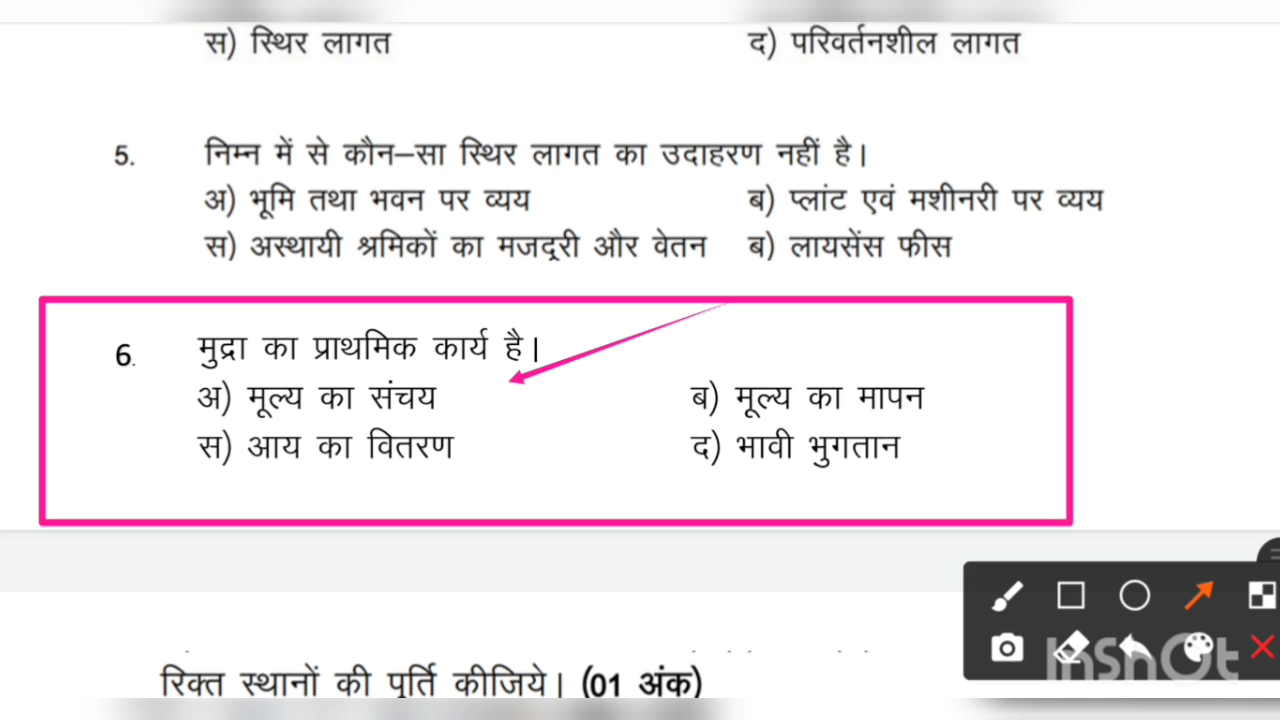 स) स्थिर लागत द) परिवर्तनशील लागत
5. निम्न में से कौन–सा स्थिर लागत का उदाहरण नहीं है।
अ) भूमि तथा भवन पर व्यय ब) प्लांट एवं मशीनरी पर व्यय
स) अस्थायी श्रमिकों का मजदूरी और वेतन ब) लायसेंस फीस
6. मुद्रा का प्राथमिक कार्य है।
अ) मूल्य का संचय ब) मूल्य का मापन
स) आय का वितरण द) भावी भुगतान
रिक्त स्थानों की पूर्ति कीजिये। (01 अंक)
InShOt